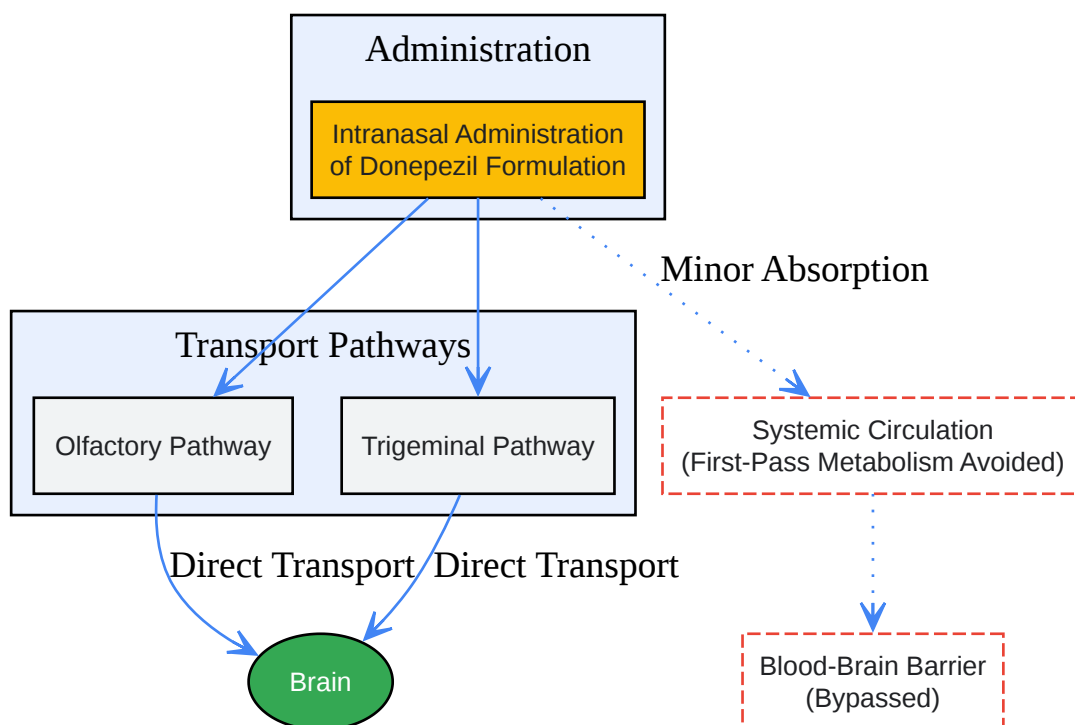 Administration
Intranasal Administration
of Donepezil Formulation
Minor Absorption
Transport Pathways
Olfactory Pathway
Trigeminal Pathway
Systemic Circulation
(First-Pass Metabolism Avoided)
Direct Transport
Direct Transport
Brain
Blood-Brain Barrier
(Bypassed)